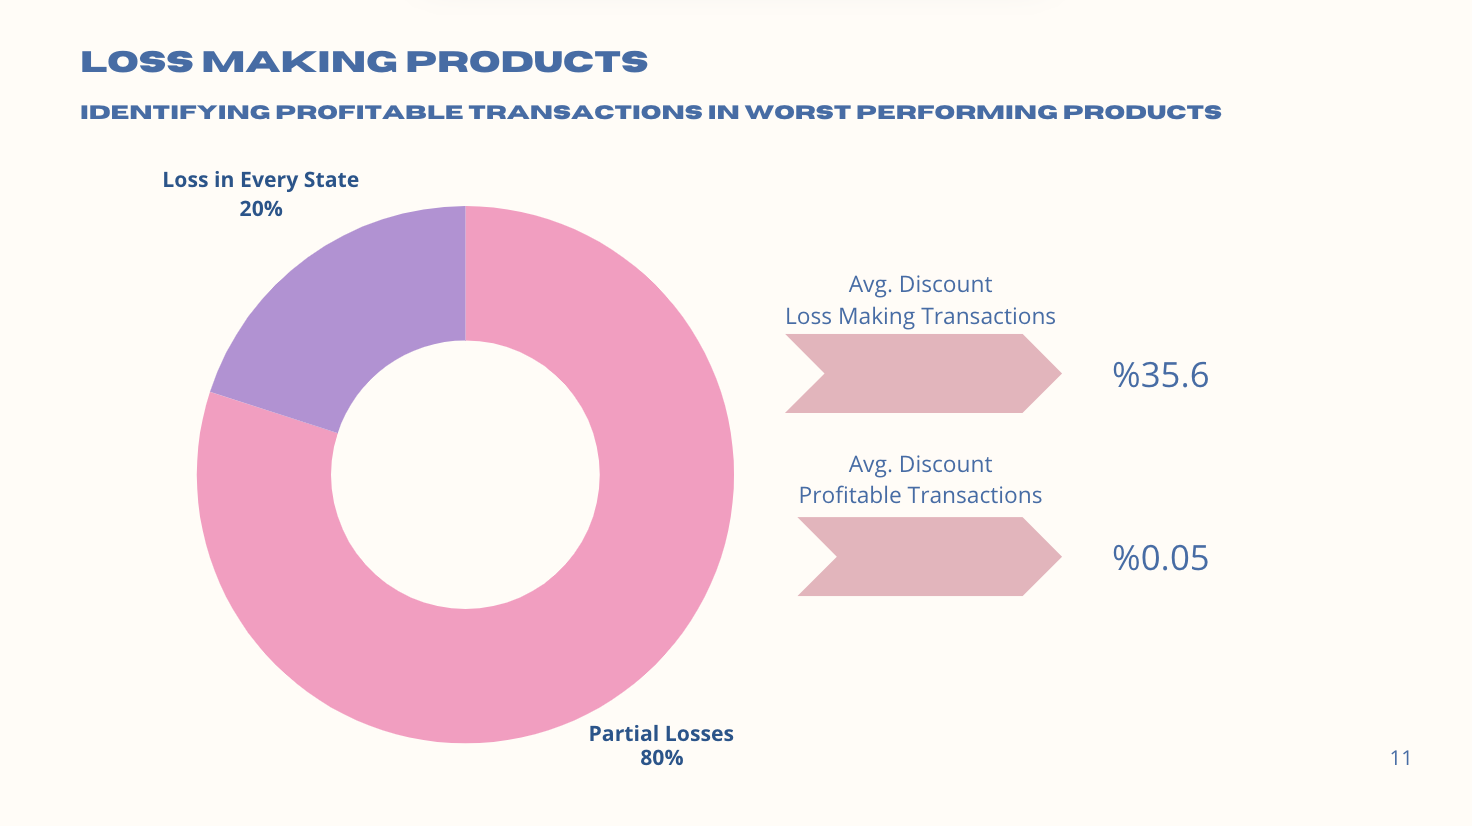 LOSS MAKING PRODUCTS
IDENTIFYING PROFITABLE TRANSACTIONS IN WORST PERFORMING PRODUCTS
Loss in Every State
20%
Partial Losses
80%
Avg. Discount
Loss Making Transactions
%35.6
Avg. Discount
Profitable Transactions
%0.05
11